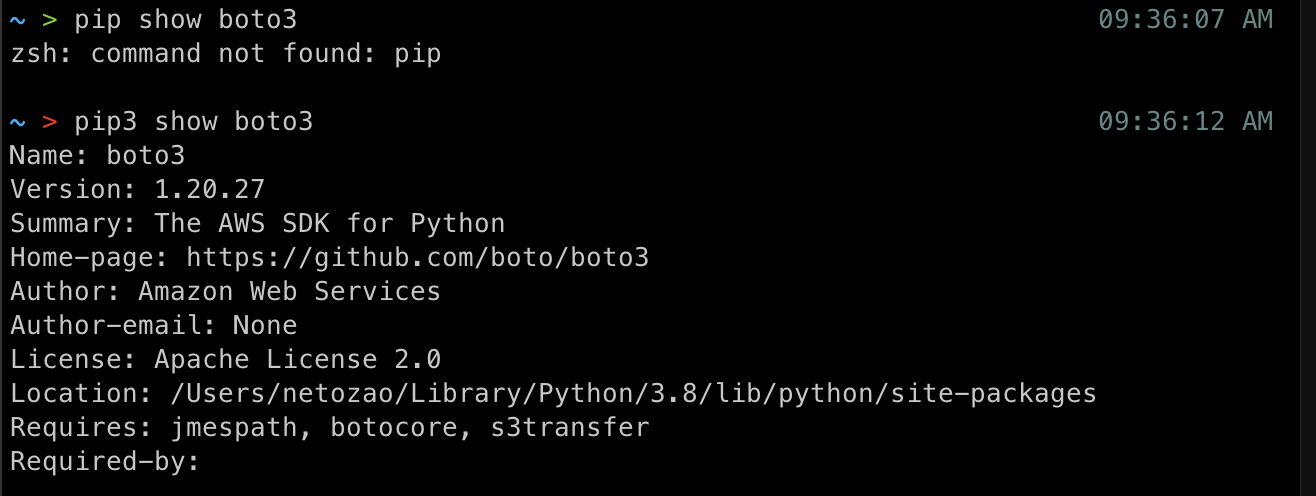 ~ > pip show boto3 09:36:07 AM
zsh: command not found: pip
~ > pip3 show boto3 09:36:12 AM
Name: boto3
Version: 1.20.27
Summary: The AWS SDK for Python
Home-page: https://github.com/boto/boto3
Author: Amazon Web Services
Author-email: None
License: Apache License 2.0
Location: /Users/netozao/Library/Python/3.8/lib/python/site-packages
Requires: jmespath, botocore, s3transfer
Required-by: